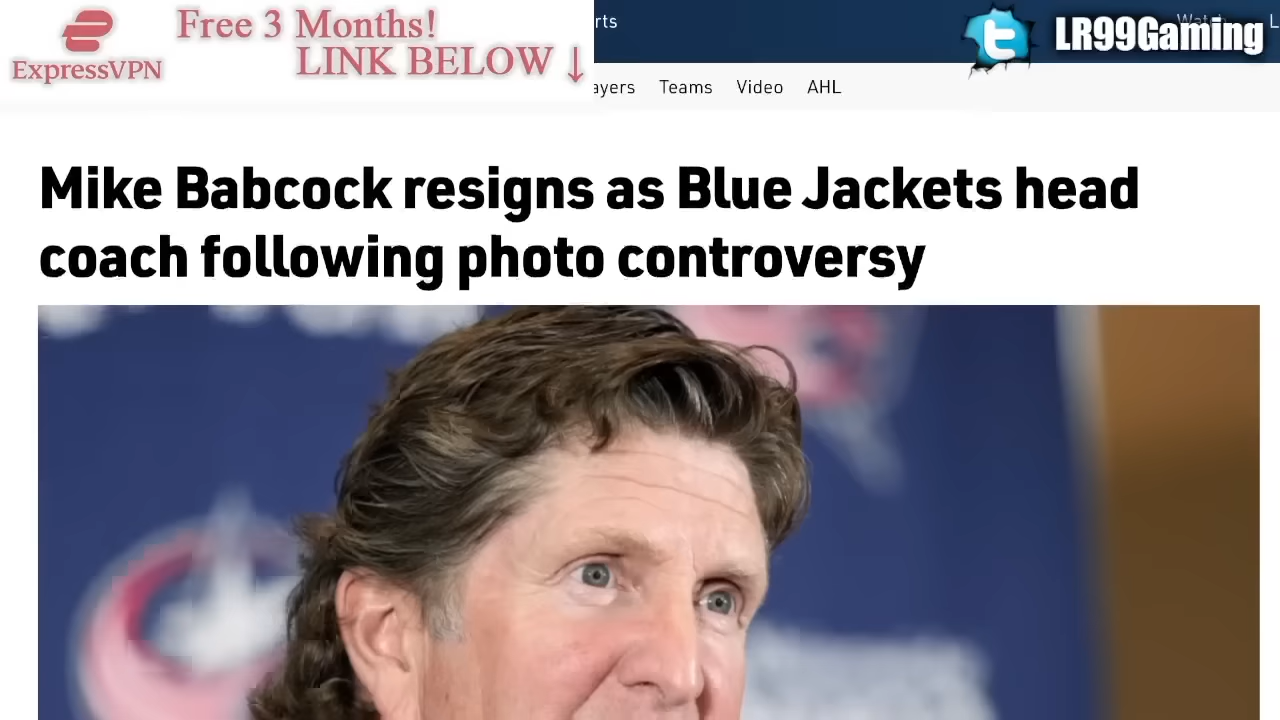 Free 3 Months!
LINK BELOW ↓
ExpressVPN
LR99Gaming
Teams Video AHL
Mike Babcock resigns as Blue Jackets head
coach following photo controversy